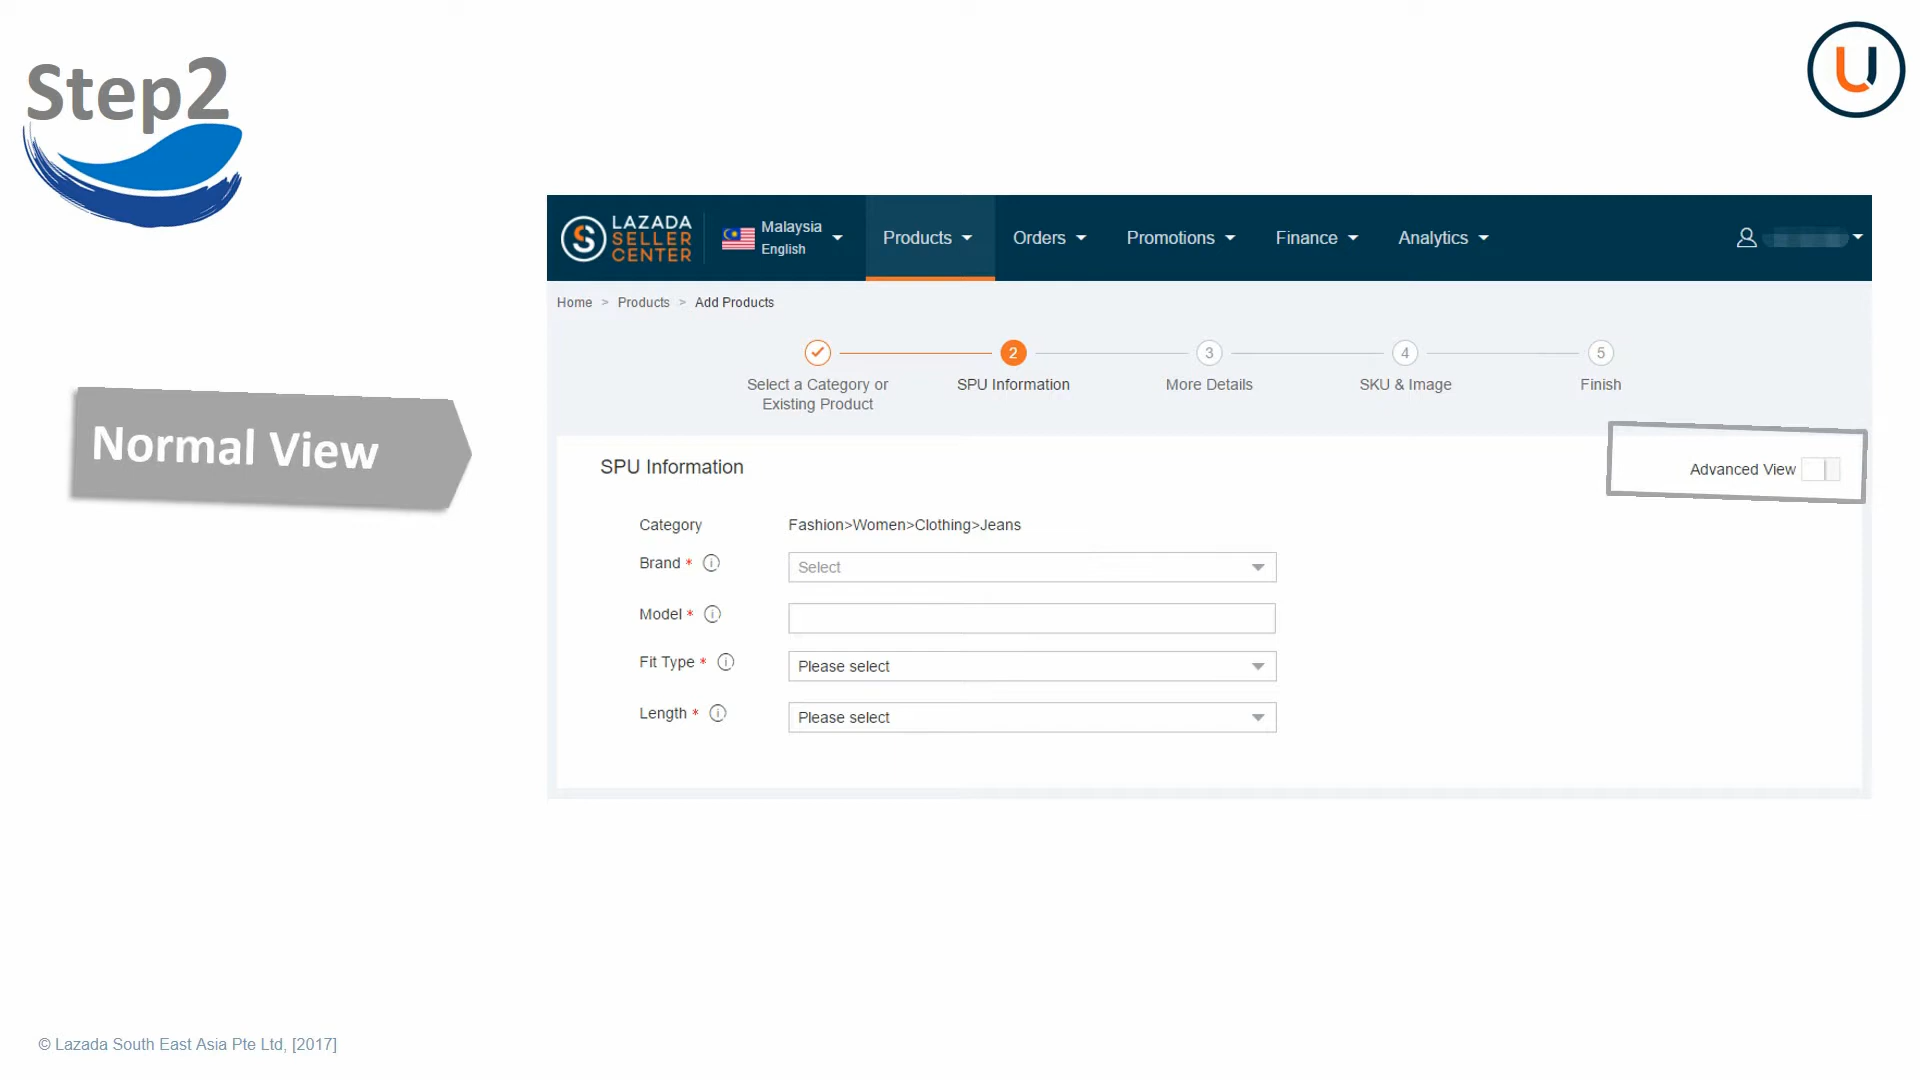 Step2
U
LAZADA
SELLER
CENTER
Malaysia
English
Products
Orders
Promotions
Finance
Analytics
Home > Products > Add Products
2
3
4
5
Select a Category or
Existing Product
SPU Information
More Details
SKU & Image
Finish
Normal View
SPU Information
Advanced View
Category Fashion>Women>Clothing>Jeans
Brand * i Select
Model * i
Fit Type * i Please select
Length * i Please select
© Lazada South East Asia Pte Ltd, [2017]